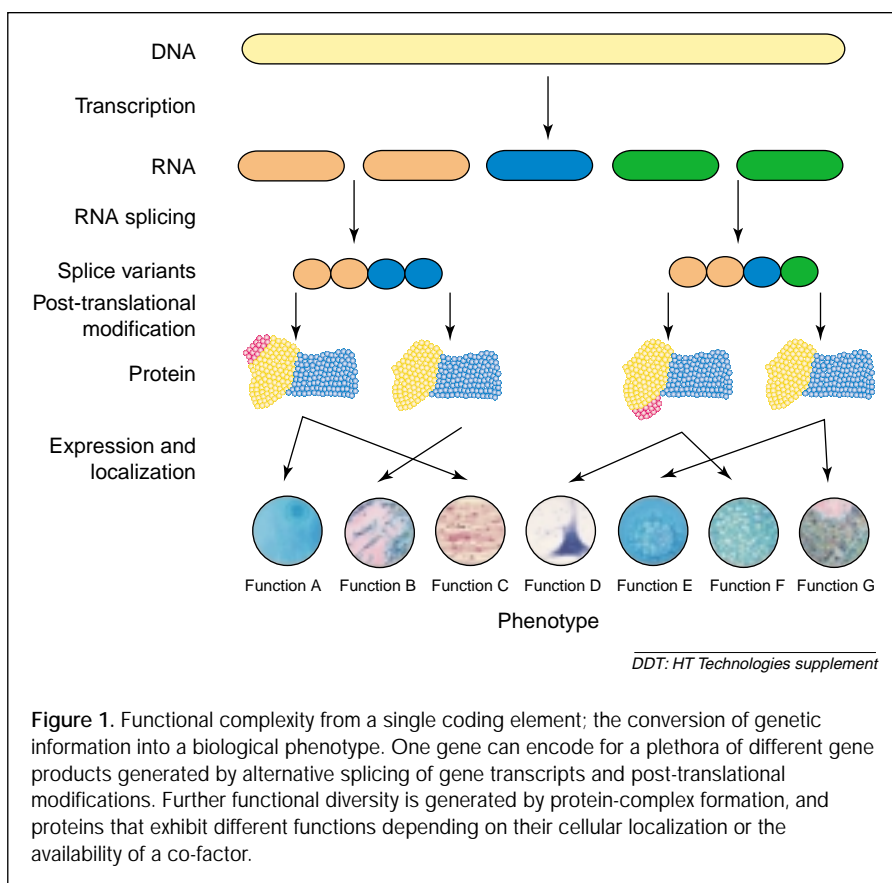 DNA
Transcription
RNA
RNA splicing
Splice variants
Post-translational
modification
Protein
Expression and
localization
Function A Function B Function C Function D Function E Function F Function G
Phenotype
DDT: HT Technologies supplement
Figure 1. Functional complexity from a single coding element; the conversion of genetic
information into a biological phenotype. One gene can encode for a plethora of different gene
products generated by alternative splicing of gene transcripts and post-translational
modifications. Further functional diversity is generated by protein-complex formation, and
proteins that exhibit different functions depending on their cellular localization or the
availability of a co-factor.